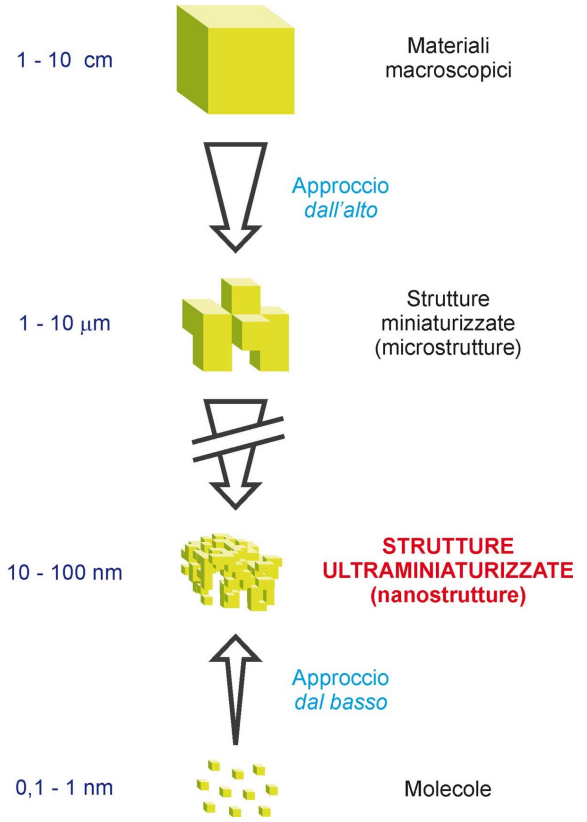 1 - 10 cm
Materiali
macroscopici
Approccio
dall'alto
1 - 10 μm
Strutture
miniaturizzate
(microstrutture)
10 - 100 nm
STRUTTURE
ULTRAMINIATURIZZATE
(nanostrutture)
Approccio
dal basso
0,1 - 1 nm
Molecole